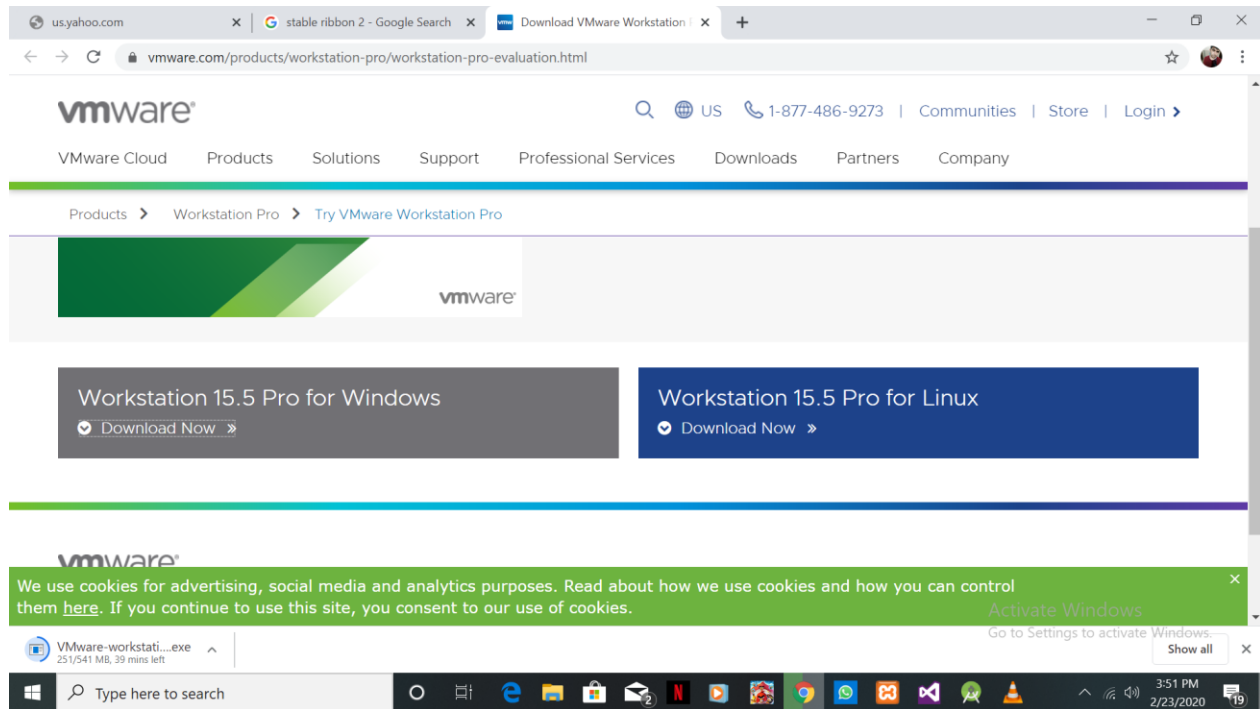 us.yahoo.com
stable ribbon 2 - Google Search
Download VMware Workstation
vmware.com/products/workstation-pro/workstation-pro-evaluation.html
vmware
US 1-877-486-9273 | Communities | Store | Login
VMware Cloud Products Solutions Support Professional Services Downloads Partners Company
Products Workstation Pro Try VMware Workstation Pro
vmware
Workstation 15.5 Pro for Windows
Download Now »
Workstation 15.5 Pro for Linux
Download Now »
vmware
We use cookies for advertising, social media and analytics purposes. Read about how we use cookies and how you can control
them here. If you continue to use this site, you consent to our use of cookies.
Activate Windows
Go to Settings to activate Windows.
VMware-workstati....exe
251/541 MB, 39 mins left
Show all
Type here to search
2
3:51 PM
2/23/2020
19